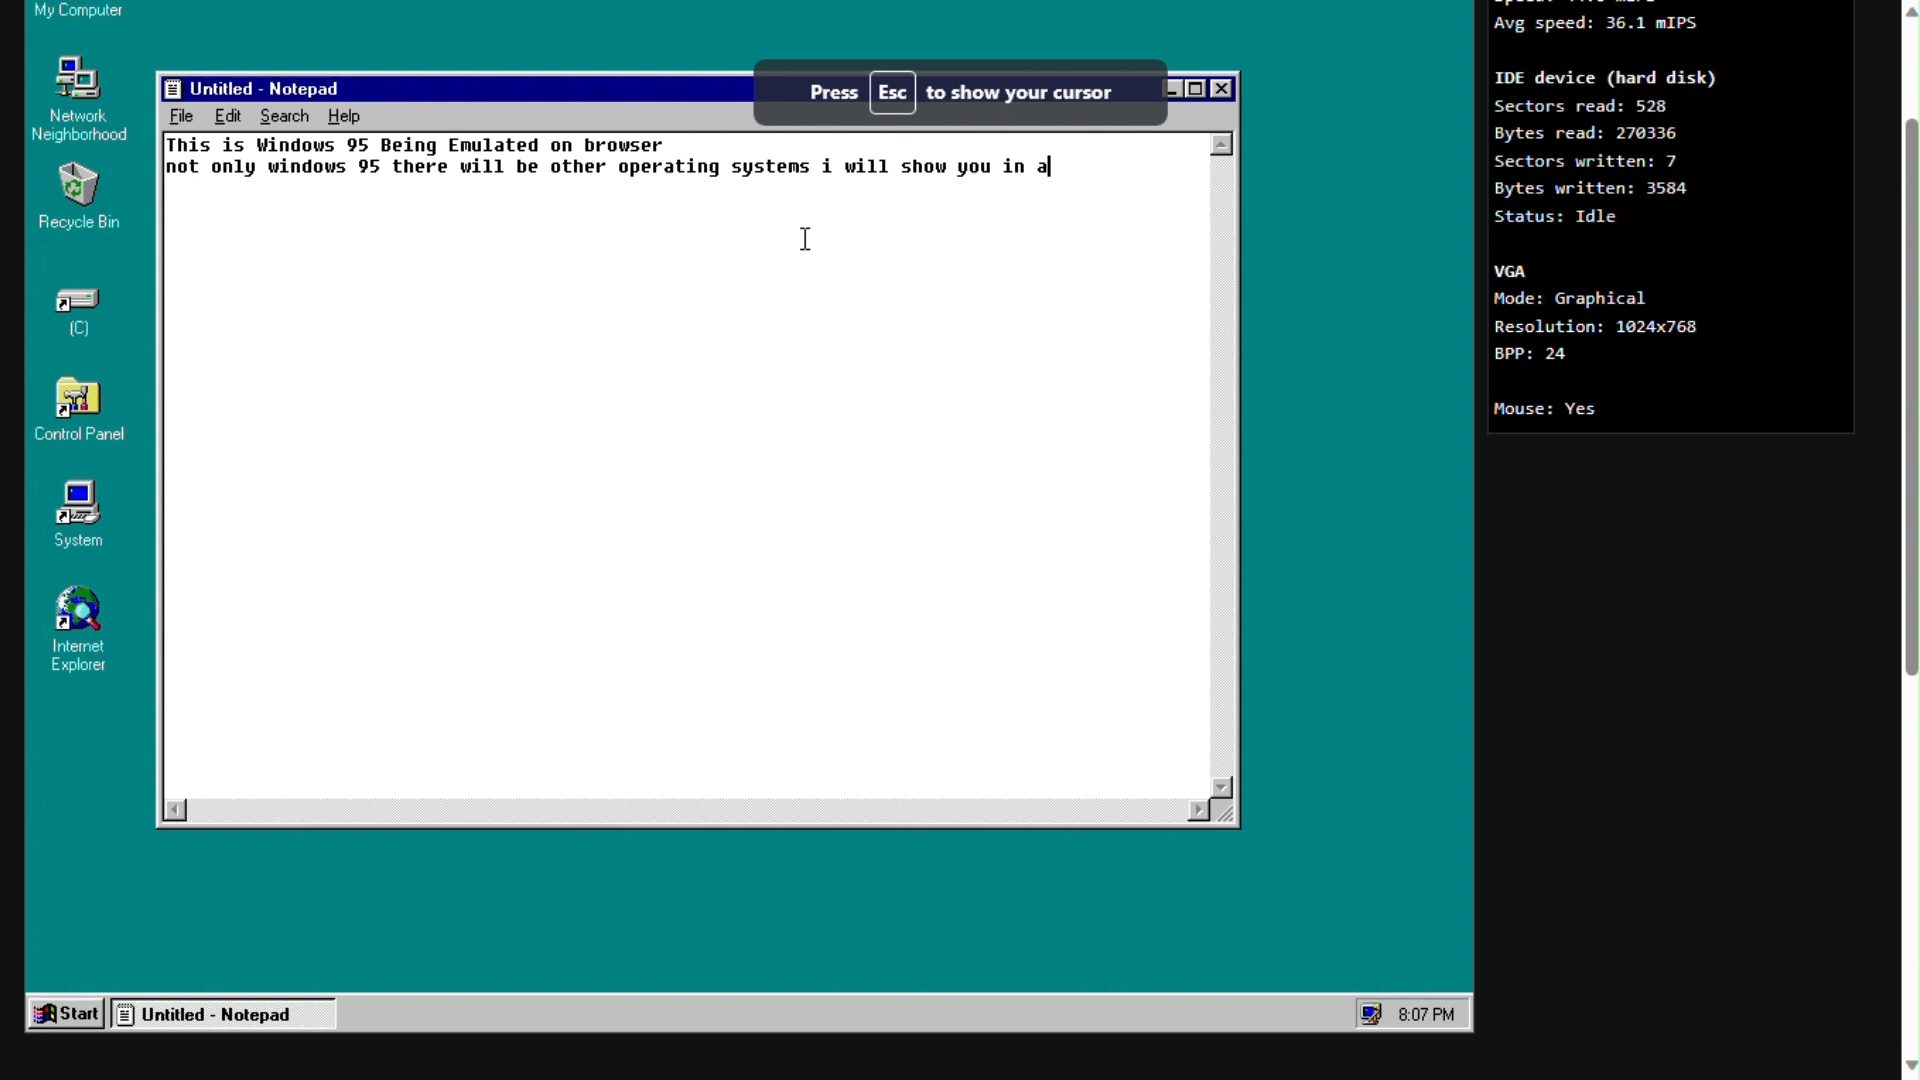 My Computer
Network
Neighborhood
Recycle Bin
(C)
Control Panel
System
Internet
Explorer
Untitled - Notepad
Press Esc to show your cursor
File Edit Search Help
This is Windows 95 Being Emulated on browser
not only windows 95 there will be other operating systems i will show you in a
Start
Untitled - Notepad
8:07 PM
Avg speed: 36.1 mIPS
IDE device (hard disk)
Sectors read: 528
Bytes read: 270336
Sectors written: 7
Bytes written: 3584
Status: Idle
VGA
Mode: Graphical
Resolution: 1024x768
BPP: 24
Mouse: Yes